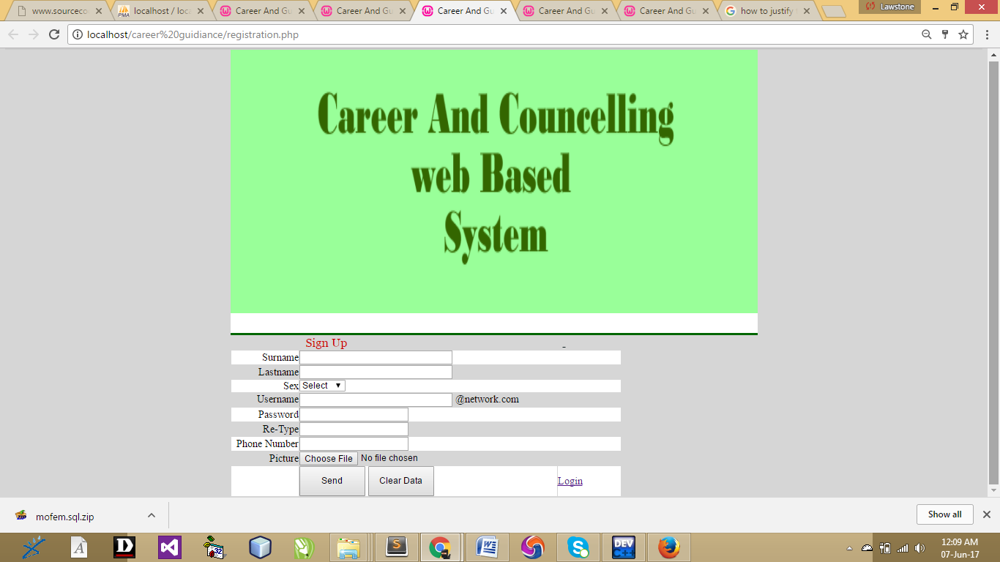 www.sourceco
localhost / loca
Career And Gu
Career And Gu
Career And Gu
Career And Gu
Career And Gu
how to justify
Lawstone
localhost/career%20guidiance/registration.php
Career And Councelling
web Based
System
Sign Up
-
Surname
Lastname
Sex Select
Username @network.com
Password
Re-Type
Phone Number
Picture Choose File No file chosen
Send Clear Data Login
mofem.sql.zip
Show all
12:09 AM
07-Jun-17